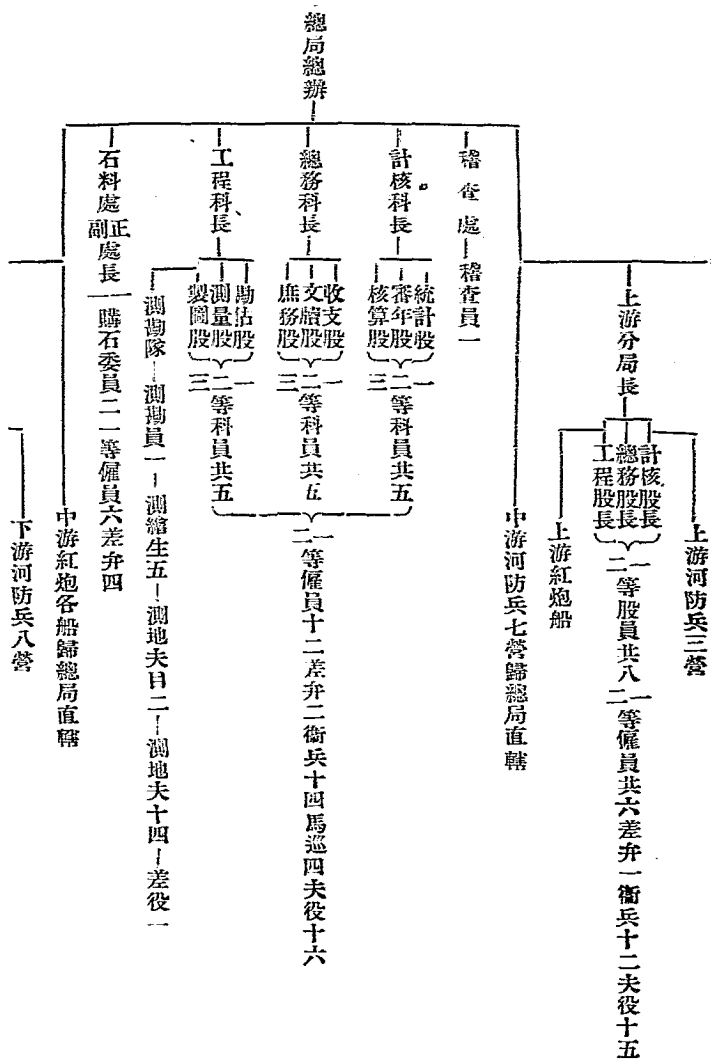 總局總辦
上游分局長
計核股長
總務股長
工程股長
一二等股員共八
一二等僱員共六差弁一衞兵十二夫役十五
上游河防兵三營
上游紅炮船
中游河防兵七營歸總局直轄
稽查處
稽查員一
計核科長
統計股
審年股
核算股
一二三等科員共五
總務科長
收支股
文牘股
庶務股
一二三等科員共五
工程科長
勘估股
測量股
製圖股
一二三等科員共五
一二等僱員十二差弁二衞兵十四馬巡四夫役十六
測勘隊
測勘員一
測繪生五
測地夫目二
測地夫十四
差役一
石料處正副處長一
購石委員二一等僱員六差弁四
中游紅炮各船歸總局直轄
下游河防兵八營